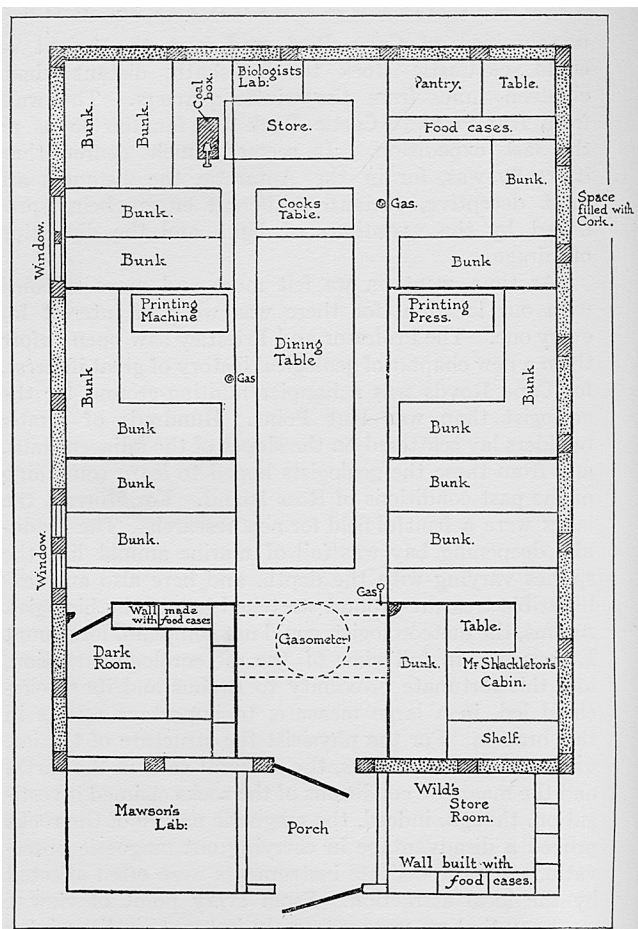 Biologists
Lab:
Pantry.
Table.
Coal
box.
Bunk.
Bunk.
Store.
Food cases.
Bunk.
Space
filled with
Cork.
Bunk.
Cooks
Table.
Gas.
Window.
Bunk.
Bunk
Printing
Machine
Printing
Press.
Dining
Table
Gas
Bunk
Bunk
Bunk
Bunk
Bunk
Bunk.
Bunk.
Bunk.
Window.
Gas
Wall made
with food cases
Gasometer
Table.
Dark
Room.
Bunk.
Mr Shackleton's
Cabin.
Shelf.
Mawson's
Lab:
Porch
Wild's
Store
Room.
Wall built with
food cases.